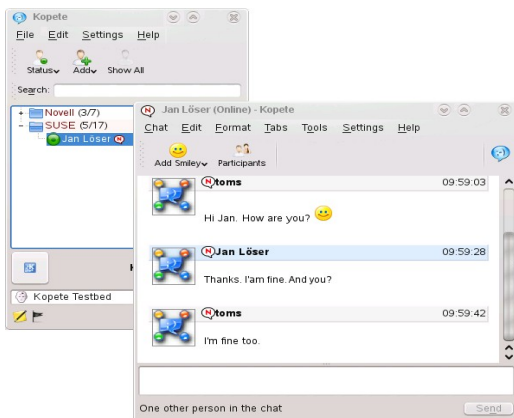 Kopete
File Edit Settings Help
Status Add Show All
Search:
Novell (3/7)
SUSE (5/17)
Jan Löser
Kopete Testbed
Jan Löser (Online) - Kopete
Chat Edit Format Tabs Tools Settings Help
Add Smiley Participants
toms 09:59:03
Hi Jan. How are you?
Jan Löser 09:59:28
Thanks. I'am fine. And you?
toms 09:59:42
I'm fine too.
One other person in the chat
Send